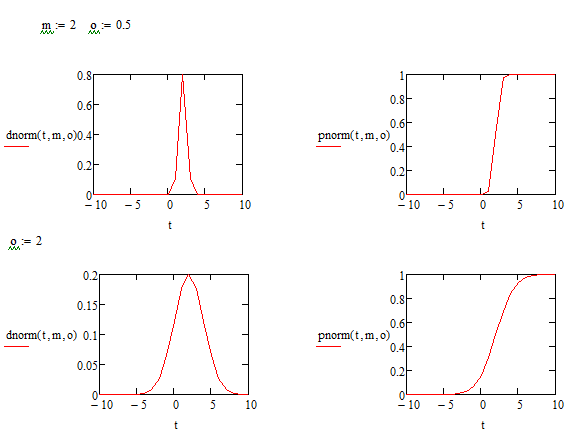 m := 2 o := 0.5
0.8 1
0.6 0.8
0.6
dnorm(t,m,o) 0.4 pnorm(t,m,o)
0.4
0.2 0.2
0 0
−10 −5 0 5 10 −10 −5 0 5 10
t t
o := 2
0.2 1
0.15 0.8
0.6
dnorm(t,m,o) 0.1 pnorm(t,m,o)
0.4
0.05 0.2
0 0
−10 −5 0 5 10 −10 −5 0 5 10
t t